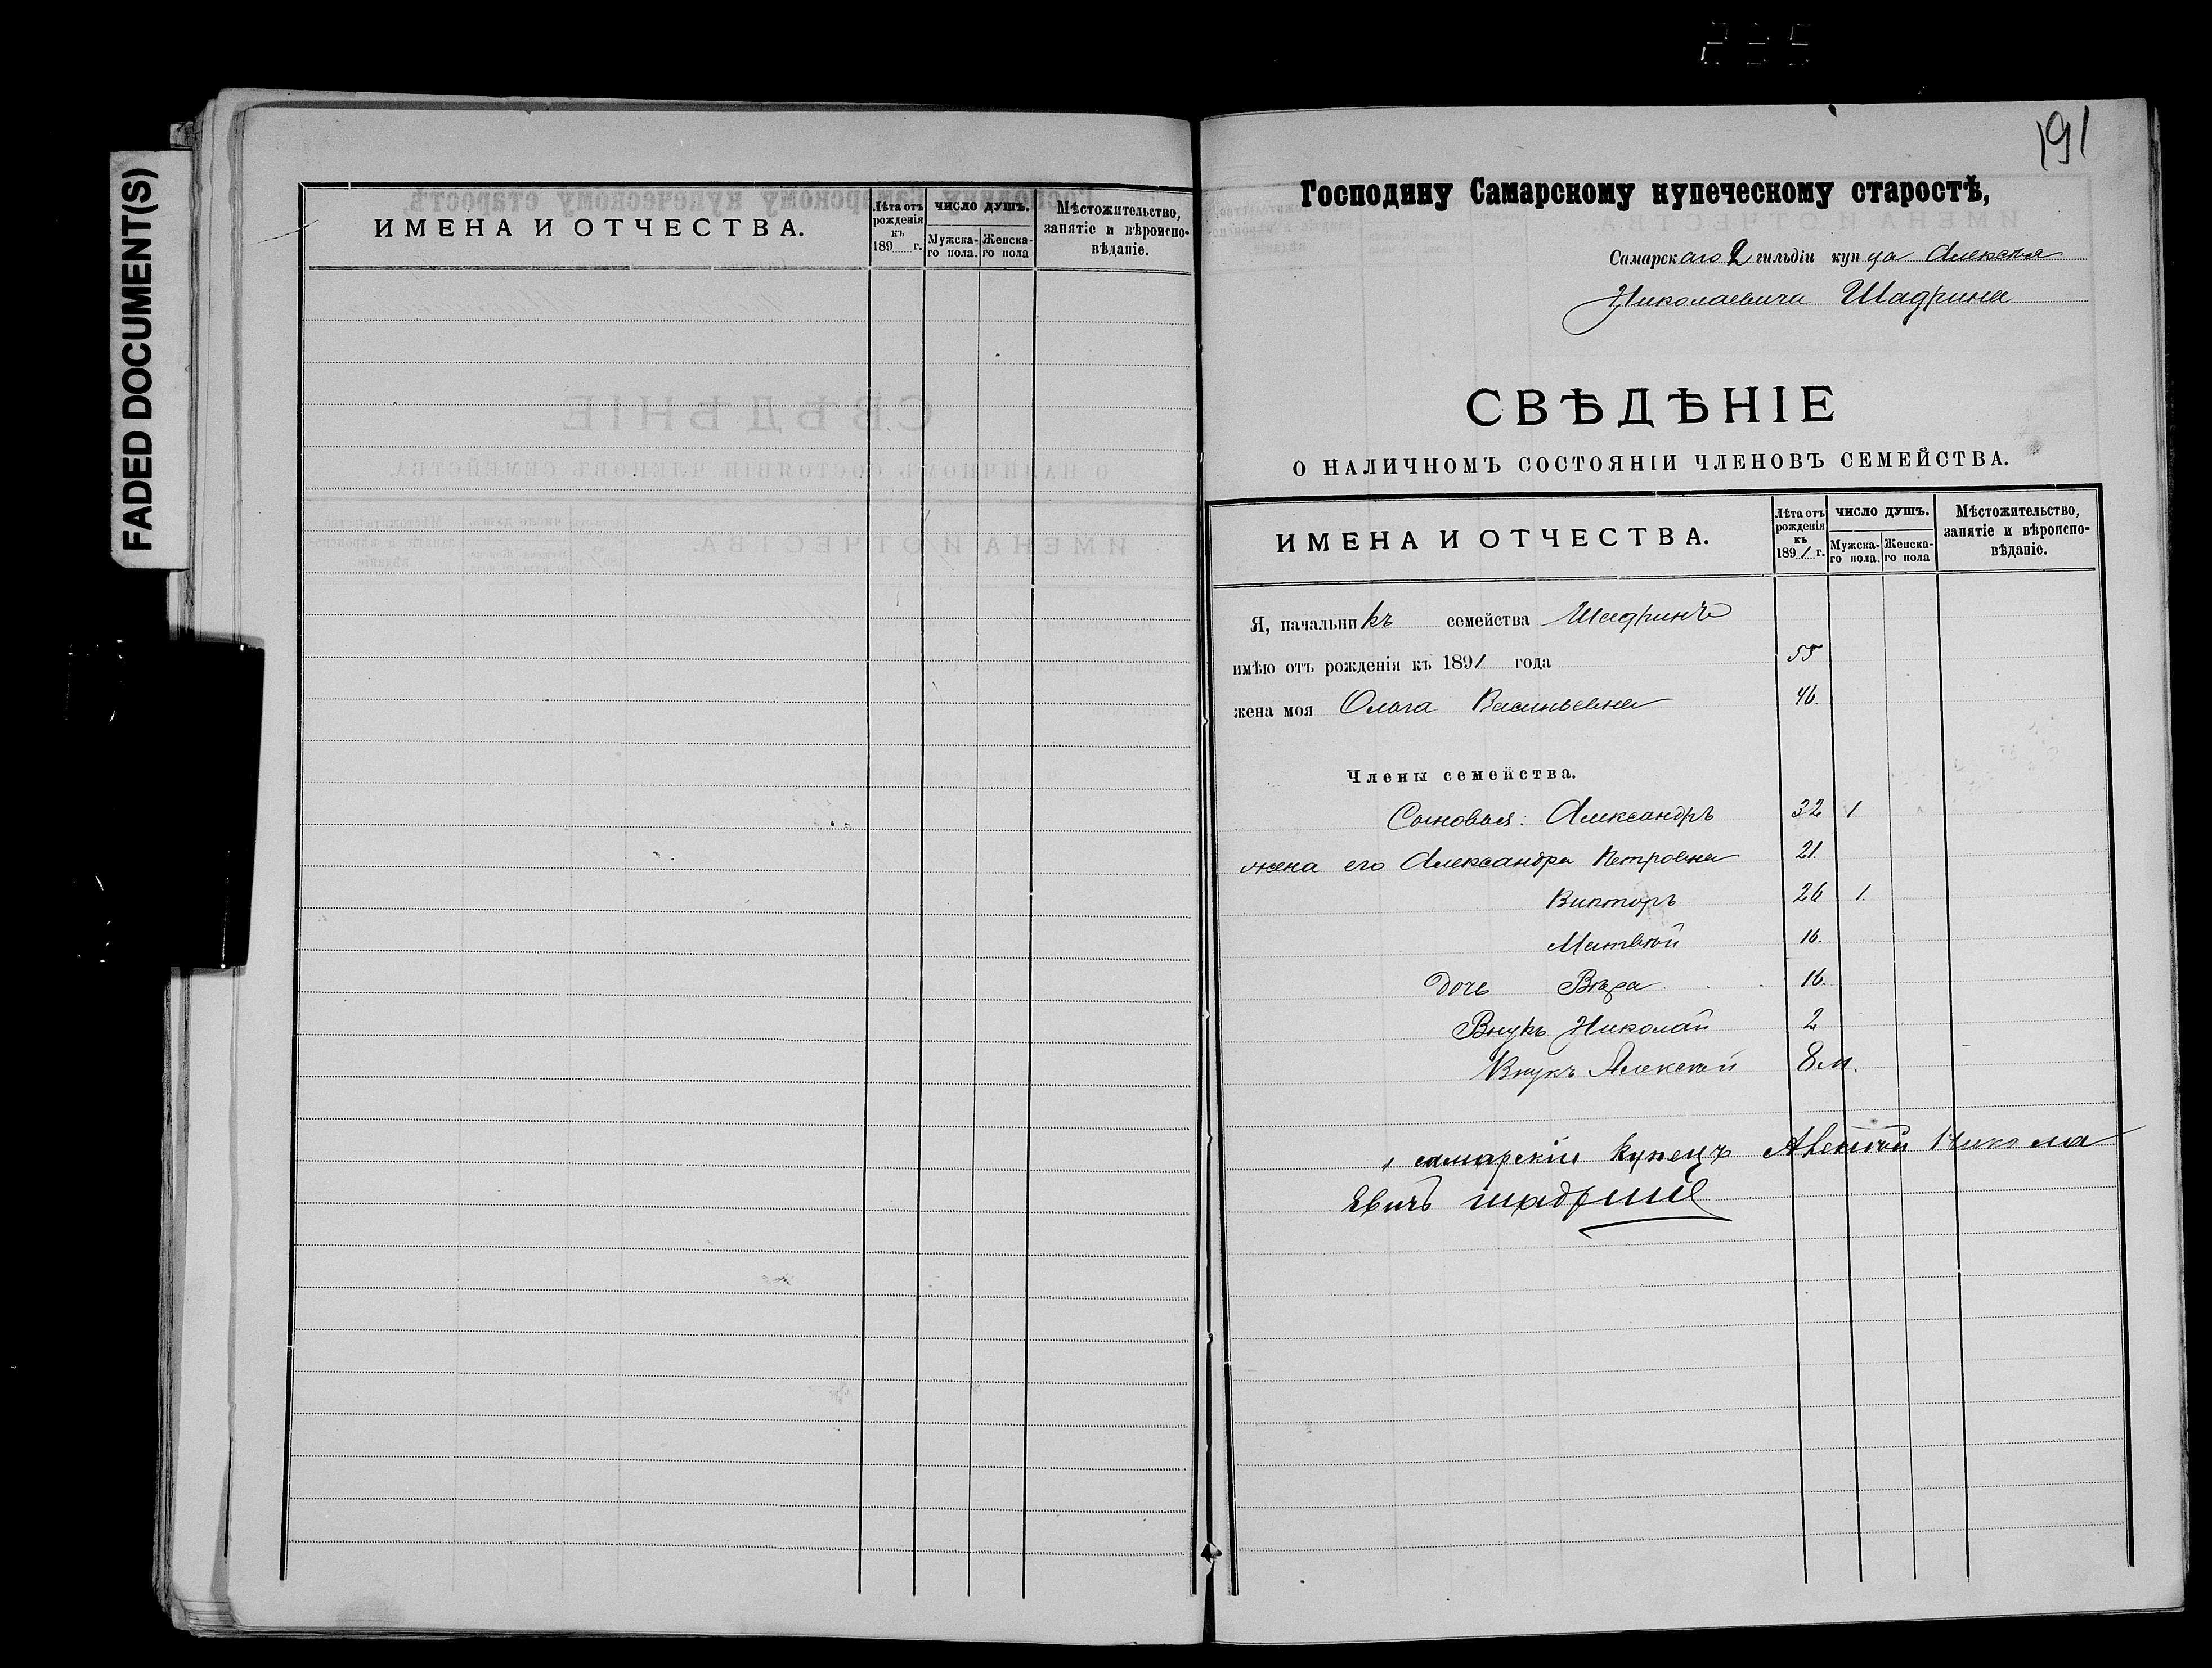 FADED DOCUMENT(S)
ИМЕНА И ОТЧЕСТВА.
Лѣта отъ рожденія къ 189 г.
ЧИСЛО ДУШЪ.
Мужска-го пола.
Женска-го пола
Мѣстожительство, занятіе и вѣроиспо-вѣданіе.
191
Господину Самарскому купеческому старостѣ,
Самарскаго 2 гильдіи купца Алексѣя
Николаевича Шадрина
СВѢДѢНІЕ
О НАЛИЧНОМЪ СОСТОЯНІИ ЧЛЕНОВЪ СЕМЕЙСТВА.
ИМЕНА И ОТЧЕСТВА.
Лѣта отъ рожденія къ 1891 г.
ЧИСЛО ДУШЪ.
Мужска-го пола.
Женска-го пола
Мѣстожительство, занятіе и вѣроиспо-вѣданіе.
Я, начальникъ семейства Шадринъ
имѣю отъ рожденія къ 1891 года 55
жена моя Ольга Васильевна 46.
Члены семейства.
Сыновья: Александръ 32 1
жена его Александра Петровна 21.
Викторъ 26 1.
Матвѣй 16.
дочь Вѣра 16.
Внукъ Николай 2
Внукъ Алексѣй 8 м.
самарскій купецъ Алексѣй Никола
евичъ шадринъ